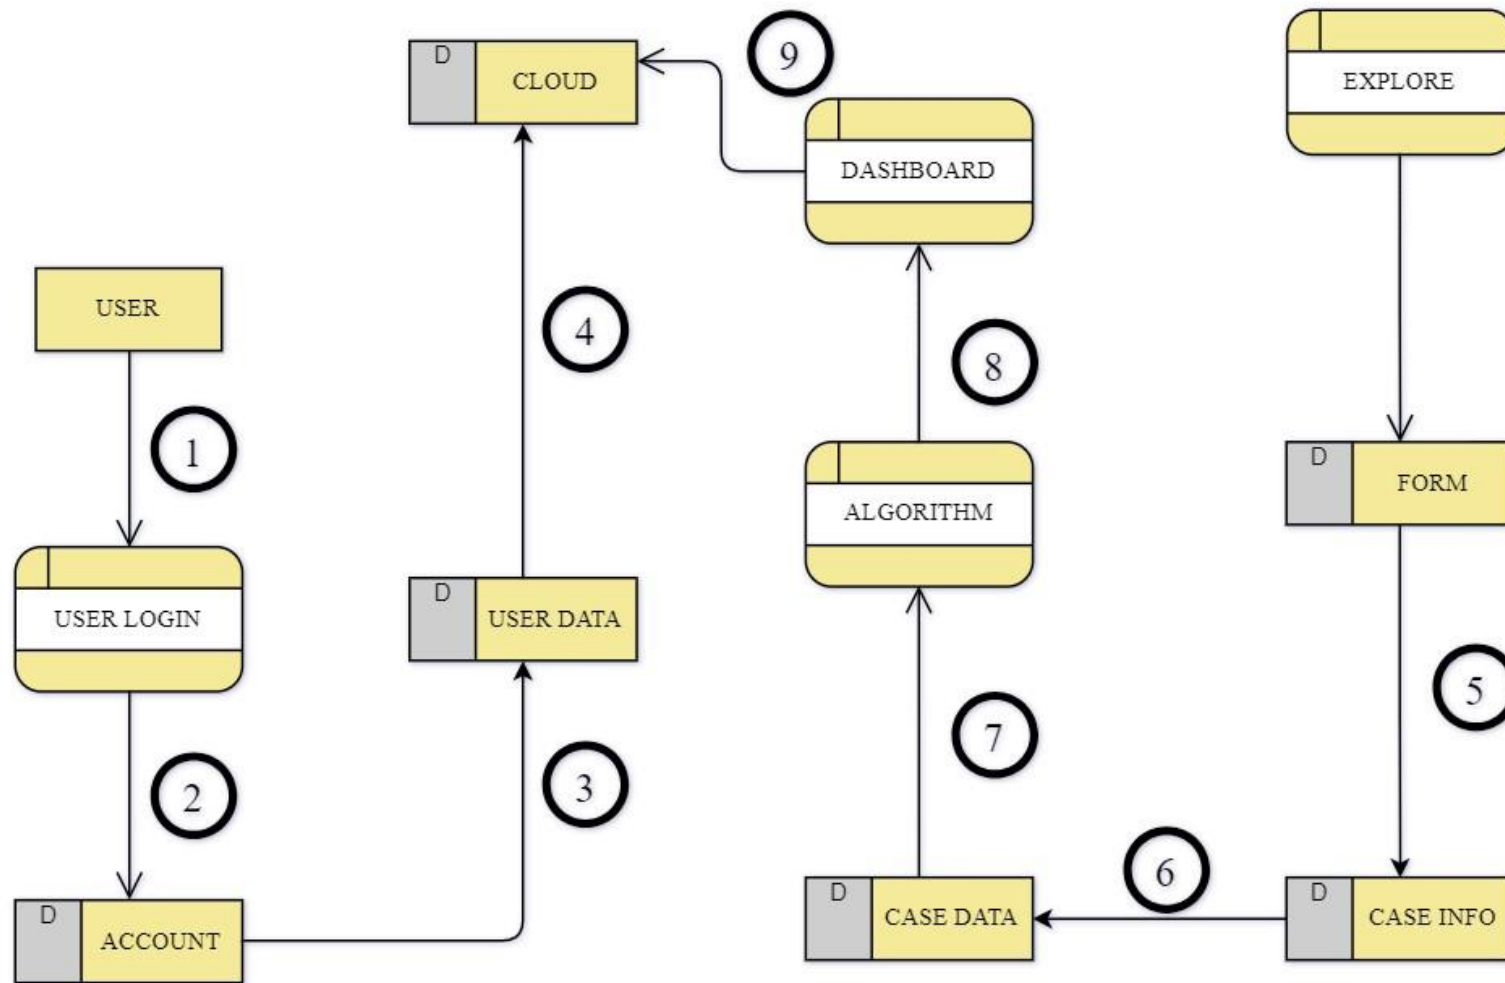 D
CLOUD
9
EXPLORE
DASHBOARD
USER
4
8
1
D
FORM
ALGORITHM
D
USER DATA
USER LOGIN
5
7
3
2
6
D
CASE DATA
D
CASE INFO
D
ACCOUNT